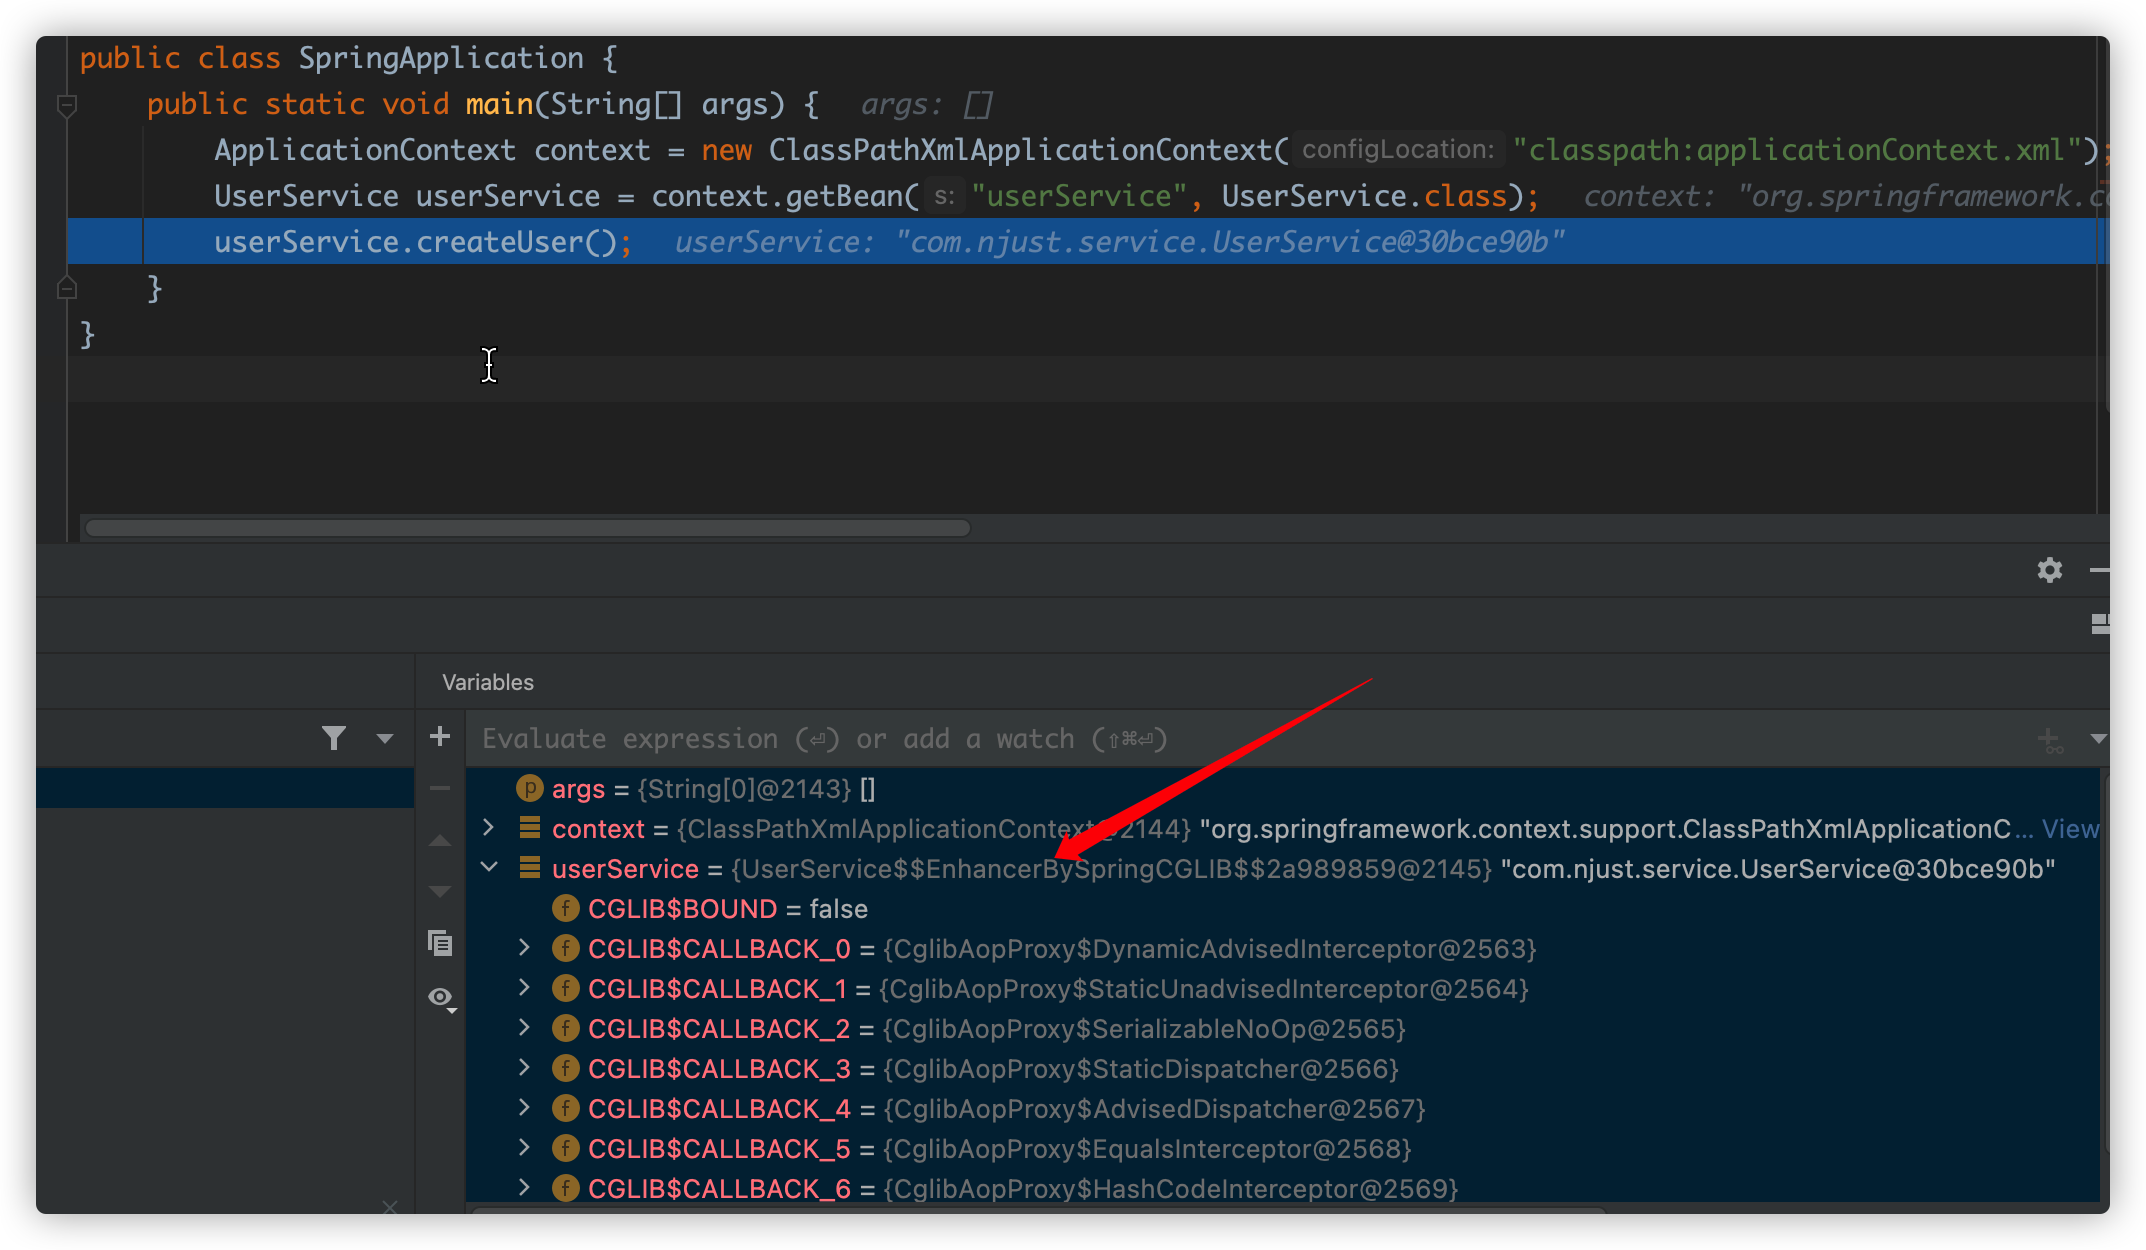 public class SpringApplication {
public static void main(String[] args) {   args: []
ApplicationContext context = new ClassPathXmlApplicationContext( configLocation: "classpath:applicationContext.xml");
UserService userService = context.getBean( s: "userService", UserService.class);   context: "org.springframework.co
userService.createUser();   userService: "com.njust.service.UserService@30bce90b"
}
}
Variables
Evaluate expression (⏎) or add a watch (⇧⌘⏎)
p args = {String[0]@2143} []
context = {ClassPathXmlApplicationContext@2144} "org.springframework.context.support.ClassPathXmlApplicationC... View
userService = {UserService$$EnhancerBySpringCGLIB$$2a989859@2145} "com.njust.service.UserService@30bce90b"
f CGLIB$BOUND = false
f CGLIB$CALLBACK_0 = {CglibAopProxy$DynamicAdvisedInterceptor@2563}
f CGLIB$CALLBACK_1 = {CglibAopProxy$StaticUnadvisedInterceptor@2564}
f CGLIB$CALLBACK_2 = {CglibAopProxy$SerializableNoOp@2565}
f CGLIB$CALLBACK_3 = {CglibAopProxy$StaticDispatcher@2566}
f CGLIB$CALLBACK_4 = {CglibAopProxy$AdvisedDispatcher@2567}
f CGLIB$CALLBACK_5 = {CglibAopProxy$EqualsInterceptor@2568}
f CGLIB$CALLBACK_6 = {CglibAopProxy$HashCodeInterceptor@2569}